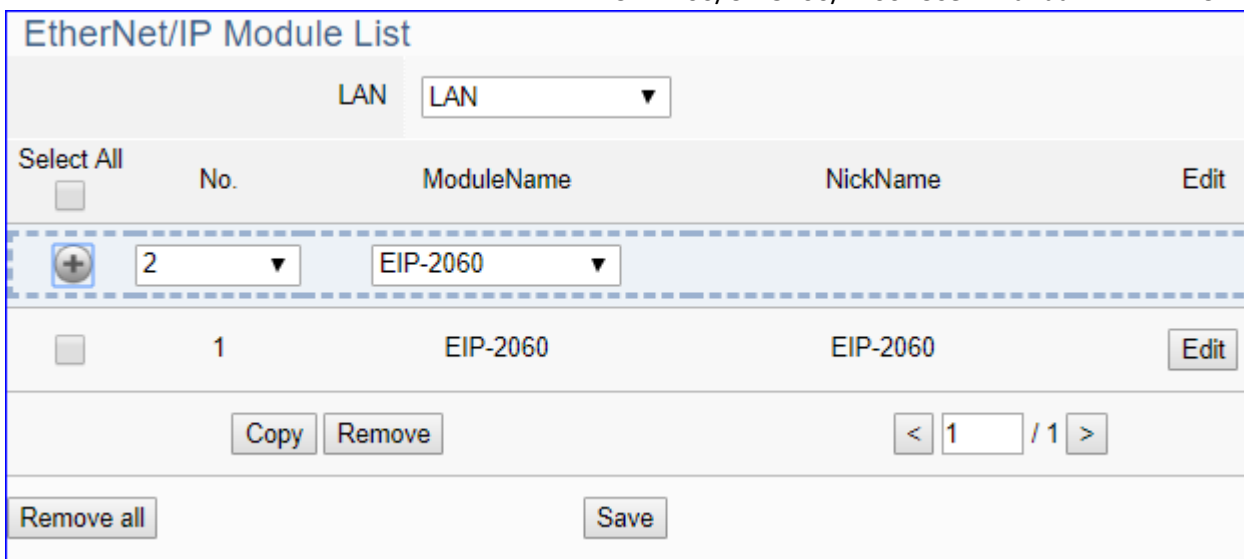 EtherNet/IP Module List
LAN LAN
Select All No. ModuleName NickName Edit
2 EIP-2060
1 EIP-2060 EIP-2060 Edit
Copy Remove < 1 / 1 >
Remove all Save